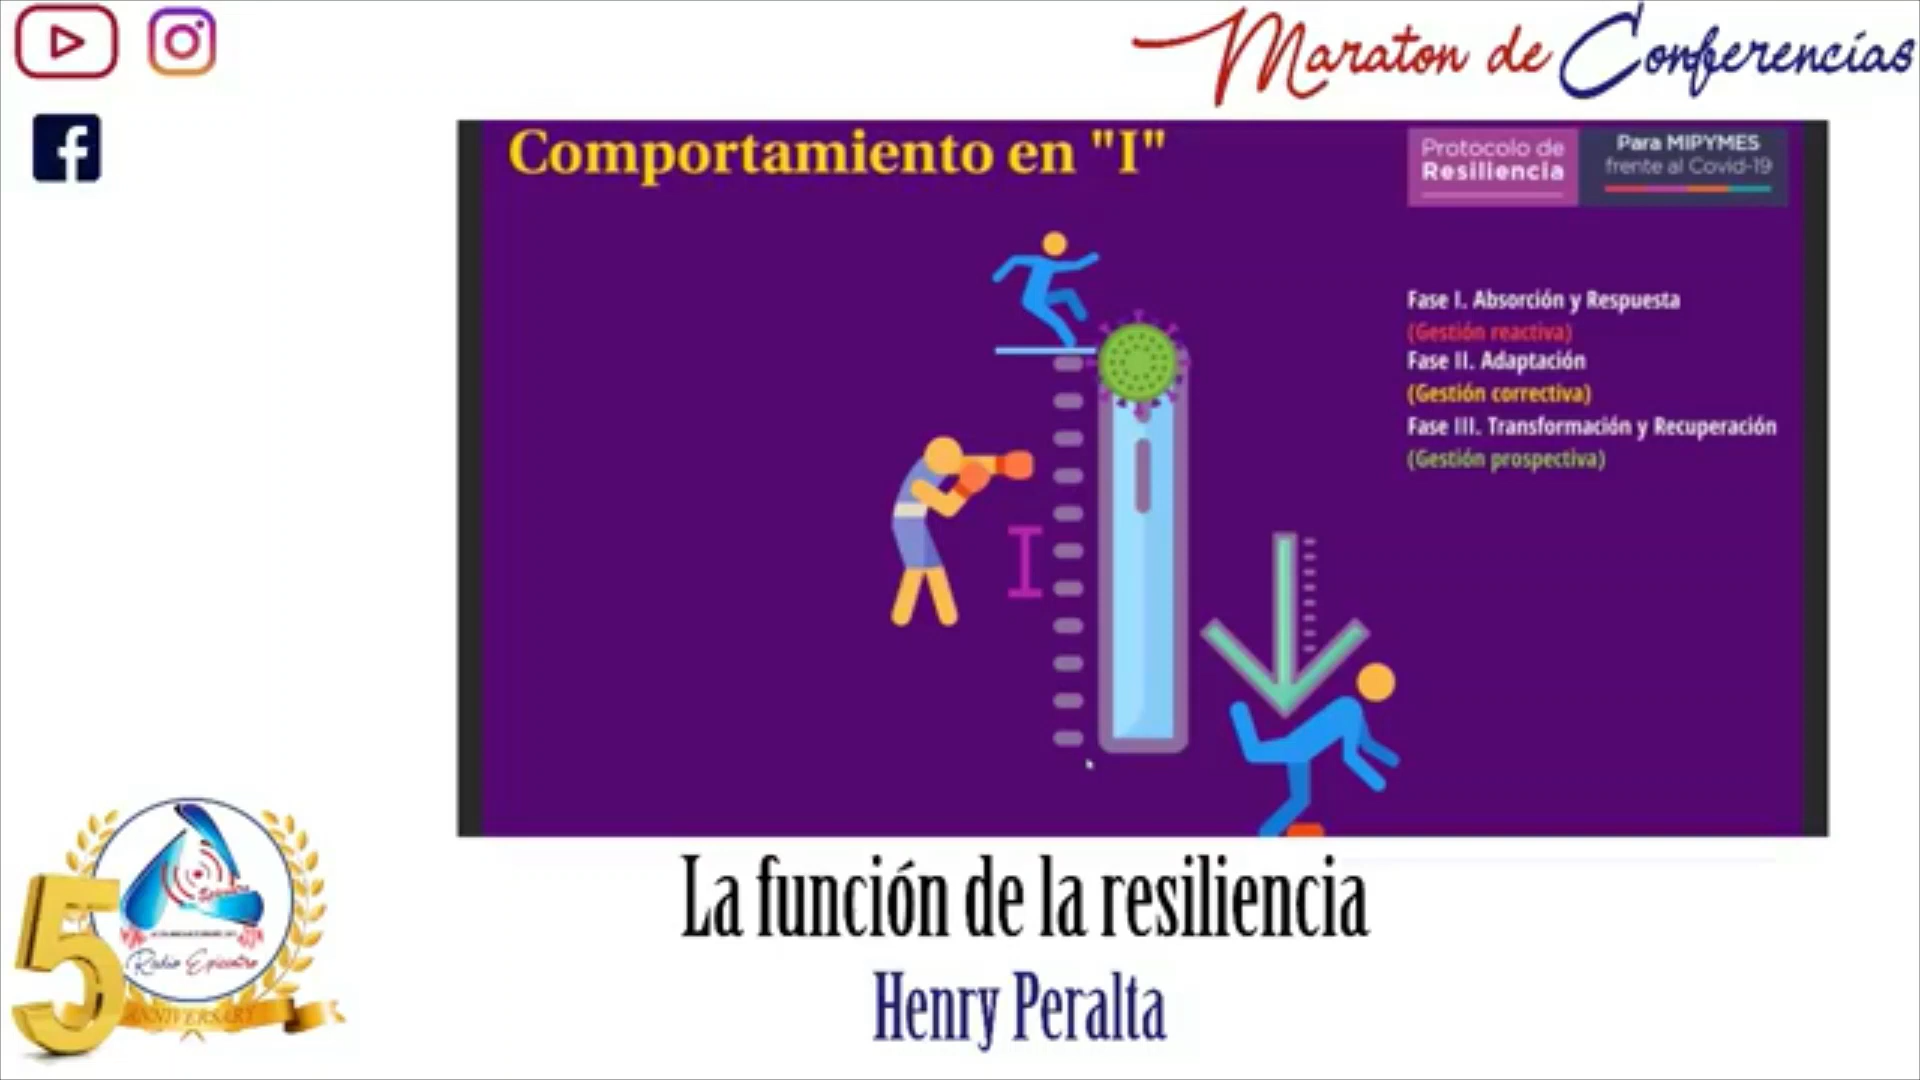 Maraton de Conferencias
Comportamiento en "I"
Protocolo de
Resiliencia
Para MIPYMES
frente al Covid-19
Fase I. Absorción y Respuesta
(Gestión reactiva)
Fase II. Adaptación
(Gestión correctiva)
Fase III. Transformación y Recuperación
(Gestión prospectiva)
I
La función de la resiliencia
Henry Peralta
5
Radio Epicentro
ANNIVERSARY